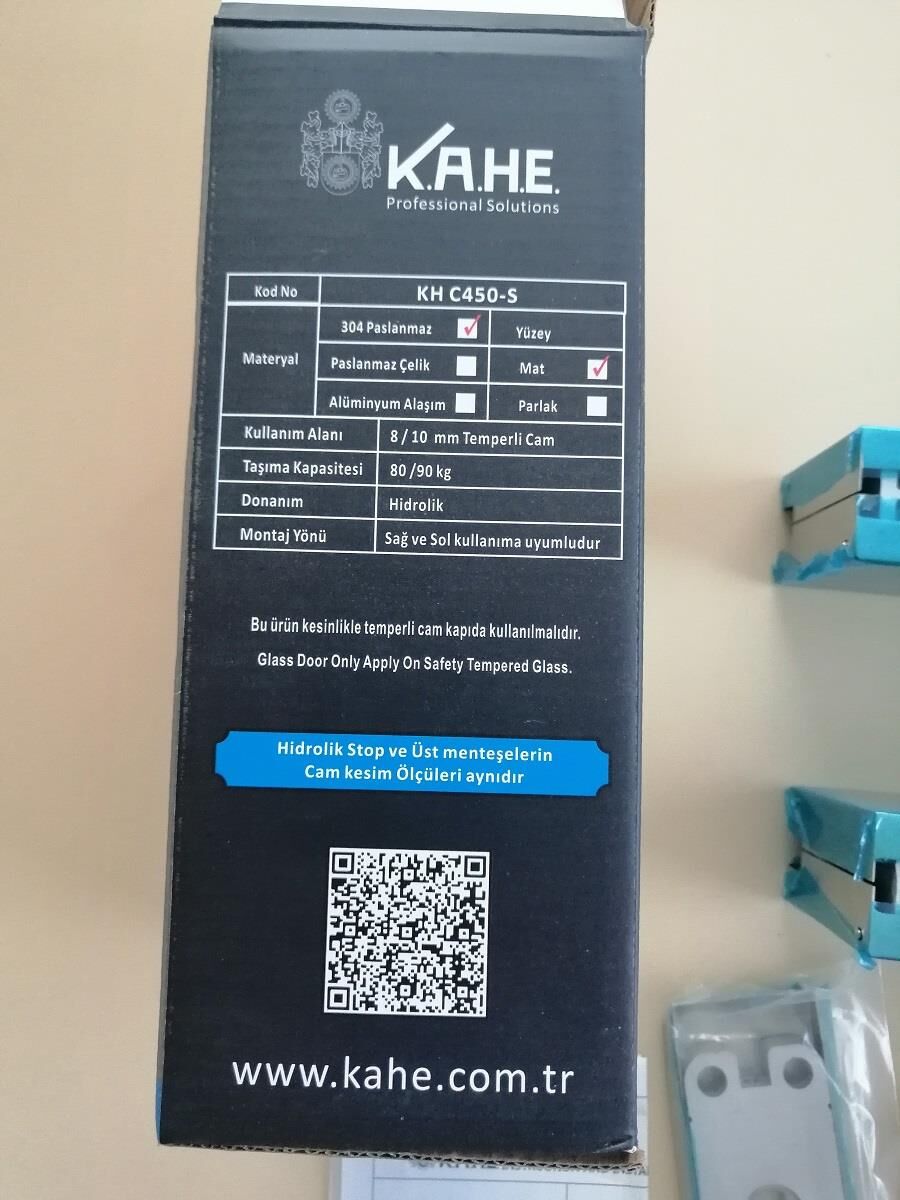 K.A.H.E.
Professional Solutions
Kod No KH C450-S
Materyal
304 Paslanmaz Yüzey
Paslanmaz Çelik Mat
Alüminyum Alaşım Parlak
Kullanım Alanı 8 / 10 mm Temperli Cam
Taşıma Kapasitesi 80 /90 kg
Donanım Hidrolik
Montaj Yönü Sağ ve Sol kullanıma uyumludur
Bu ürün kesinlikle temperli cam kapıda kullanılmalıdır.
Glass Door Only Apply On Safety Tempered Glass.
Hidrolik Stop ve Üst menteşelerin
Cam kesim Ölçüleri aynıdır
www.kahe.com.tr